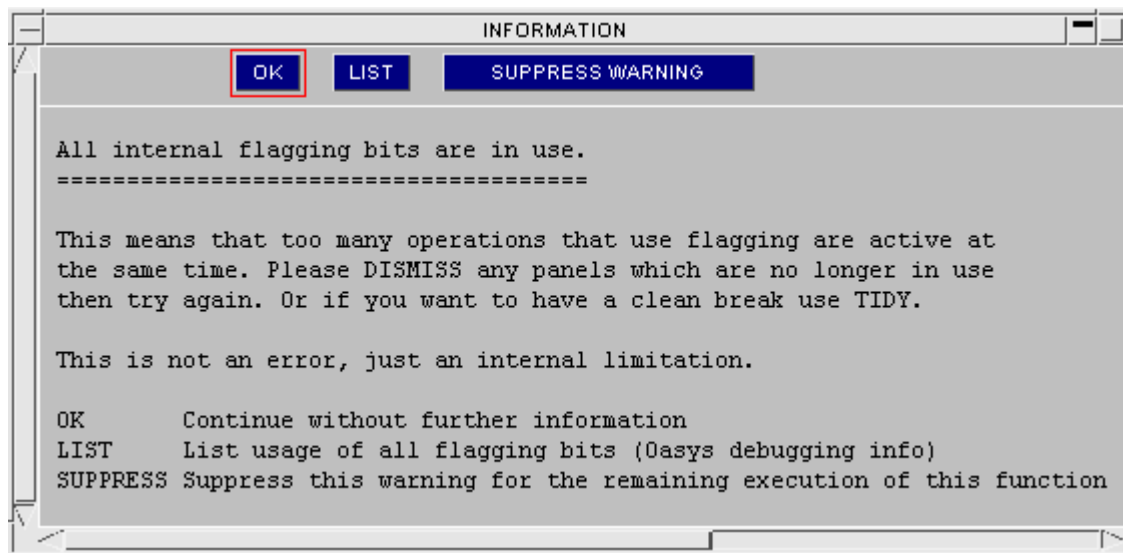 INFORMATION
OK LIST SUPPRESS WARNING
All internal flagging bits are in use.
======================================
This means that too many operations that use flagging are active at
the same time. Please DISMISS any panels which are no longer in use
then try again. Or if you want to have a clean break use TIDY.
This is not an error, just an internal limitation.
OK Continue without further information
LIST List usage of all flagging bits (Oasys debugging info)
SUPPRESS Suppress this warning for the remaining execution of this function